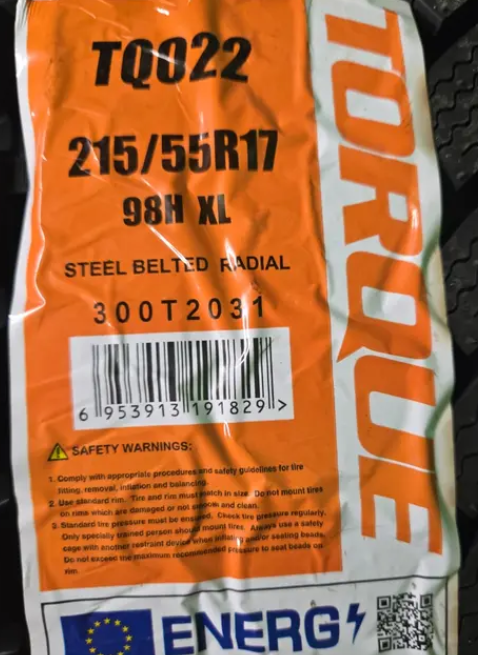 TQ022
215/55R17
98H XL
STEEL BELTED RADIAL
300T2031
6 953913 191829 >
SAFETY WARNINGS:
1. Comply with appropriate procedures and safety guidelines for tire
fitting, removal, inflation and balancing.
2. Use standard rim. Tire and rim must match in size. Do not mount tires
on rims which are damaged or not smooth and clean.
3. Standard tire pressure must be ensured. Check tire pressure regularly.
Only specially trained person should mount tires. Always use a safety
cage with another restraint device when inflating and/or seating beads.
Do not exceed the maximum recommended pressure to seat beads on
rim.
TORQUE
ENERG